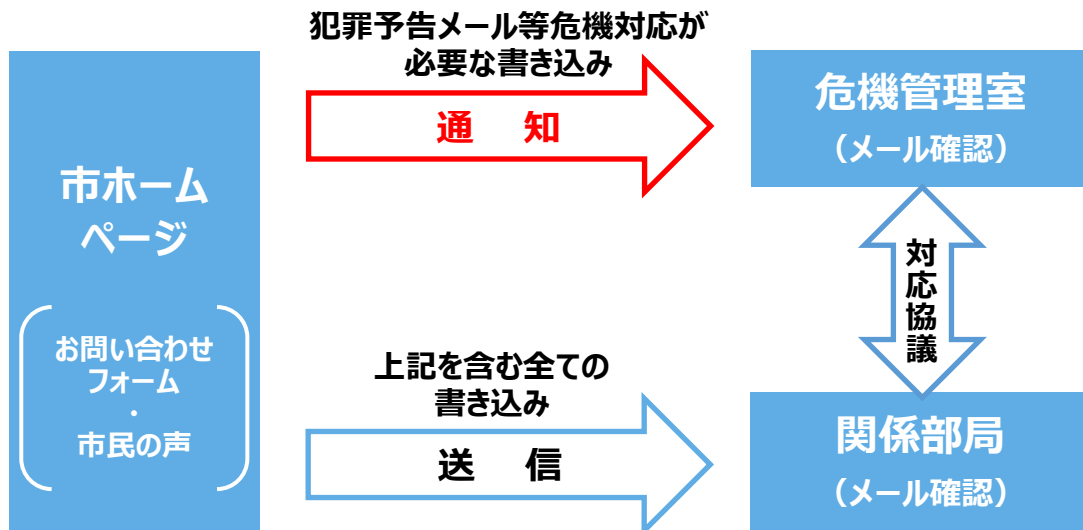 市ホーム
ページ
お問い合わせ
フォーム
・
市民の声
犯罪予告メール等危機対応が
必要な書き込み
通　知
上記を含む全ての
書き込み
送　信
危機管理室
（メール確認）
対応協議
関係部局
（メール確認）